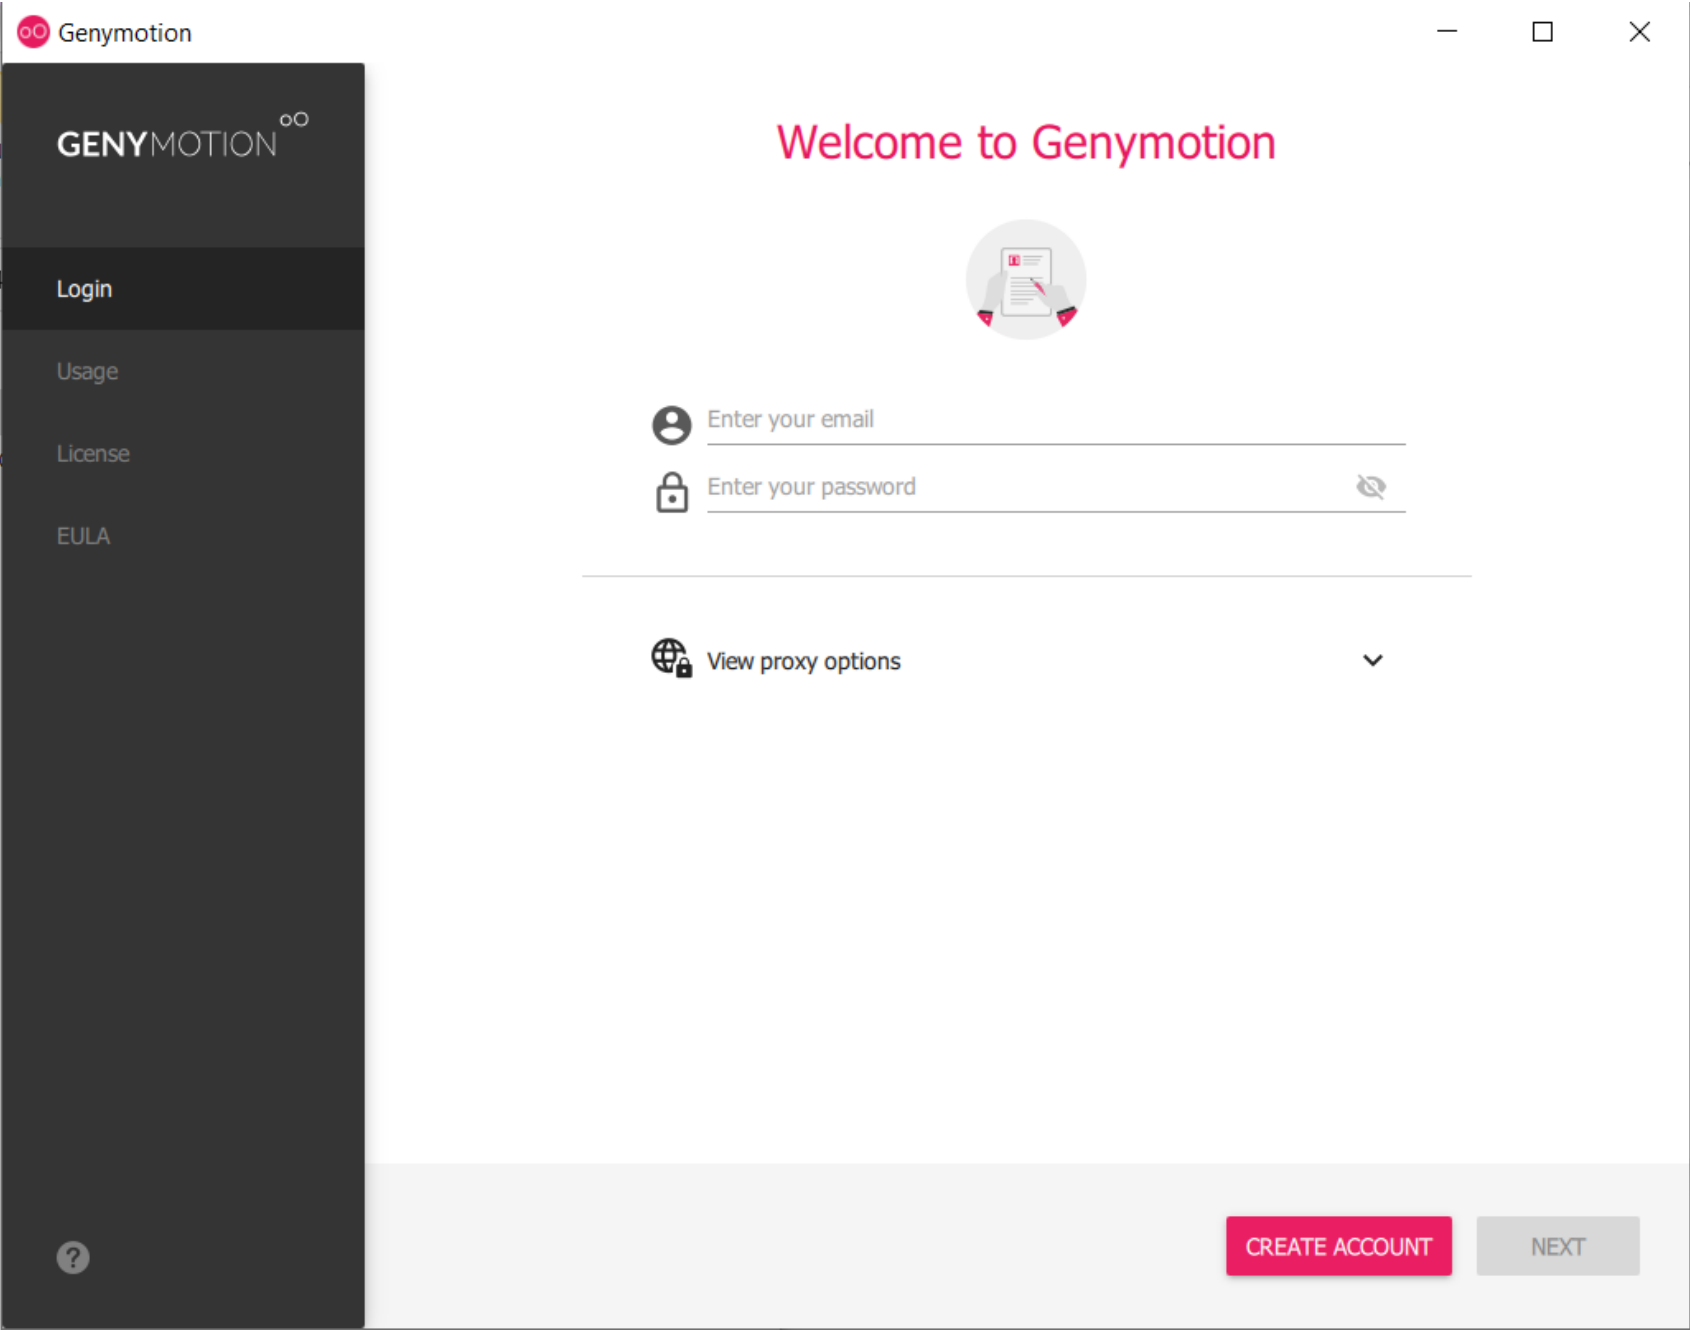 Genymotion
GENYMOTION
Login
Usage
License
EULA
Welcome to Genymotion
Enter your email
Enter your password
View proxy options
CREATE ACCOUNT
NEXT